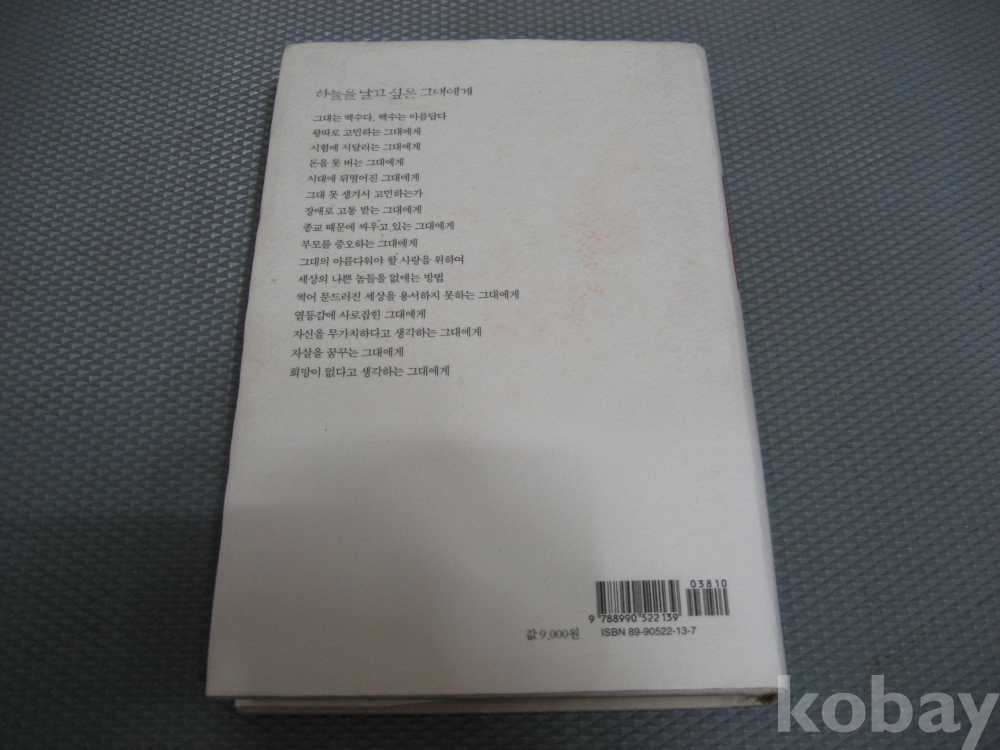 하늘을 날고 싶은 그대에게
그대는 백수다, 백수는 아름답다
왕따로 고민하는 그대에게
시험에 시달리는 그대에게
돈을 못 버는 그대에게
시대에 뒤떨어진 그대에게
그대 못 생겨서 고민하는가
장애로 고통 받는 그대에게
종교 때문에 싸우고 있는 그대에게
부모를 증오하는 그대에게
그대의 아름다워야 할 사랑을 위하여
세상의 나쁜 놈들을 없애는 방법
썩어 문드러진 세상을 용서하지 못하는 그대에게
열등감에 사로잡힌 그대에게
자신을 무가치하다고 생각하는 그대에게
자살을 꿈꾸는 그대에게
희망이 없다고 생각하는 그대에게
03810
9 788990 522139
값 9,000원 ISBN 89-90522-13-7
kobay